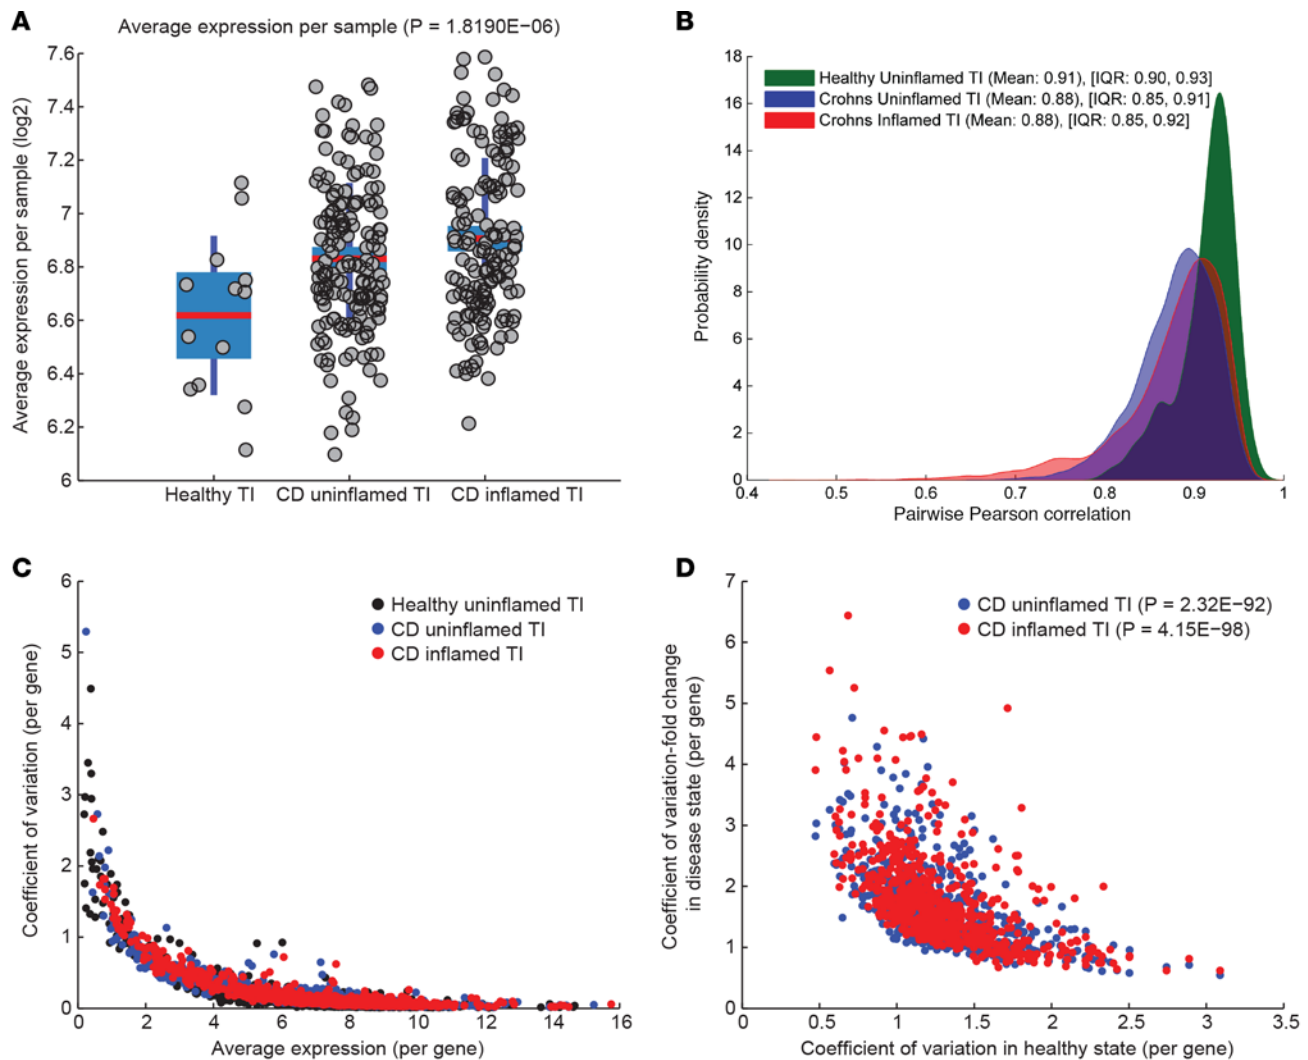 A
Average expression per sample (P = 1.8190E−06)
Average expression per sample (log2)
7.6
7.4
7.2
7
6.8
6.6
6.4
6.2
6
Healthy TI
CD uninflamed TI
CD inflamed TI
B
Probability density
18
16
14
12
10
8
6
4
2
0
Healthy Uninflamed TI (Mean: 0.91), [IQR: 0.90, 0.93]
Crohns Uninflamed TI (Mean: 0.88), [IQR: 0.85, 0.91]
Crohns Inflamed TI (Mean: 0.88), [IQR: 0.85, 0.92]
0.4 0.5 0.6 0.7 0.8 0.9 1
Pairwise Pearson correlation
C
Coefficient of variation (per gene)
6
5
4
3
2
1
0
Healthy uninflamed TI
CD uninflamed TI
CD inflamed TI
0 2 4 6 8 10 12 14 16
Average expression (per gene)
D
Coefficient of variation-fold change
in disease state (per gene)
7
6
5
4
3
2
1
0
CD uninflamed TI (P = 2.32E−92)
CD inflamed TI (P = 4.15E−98)
0 0.5 1 1.5 2 2.5 3 3.5
Coefficient of variation in healthy state (per gene)